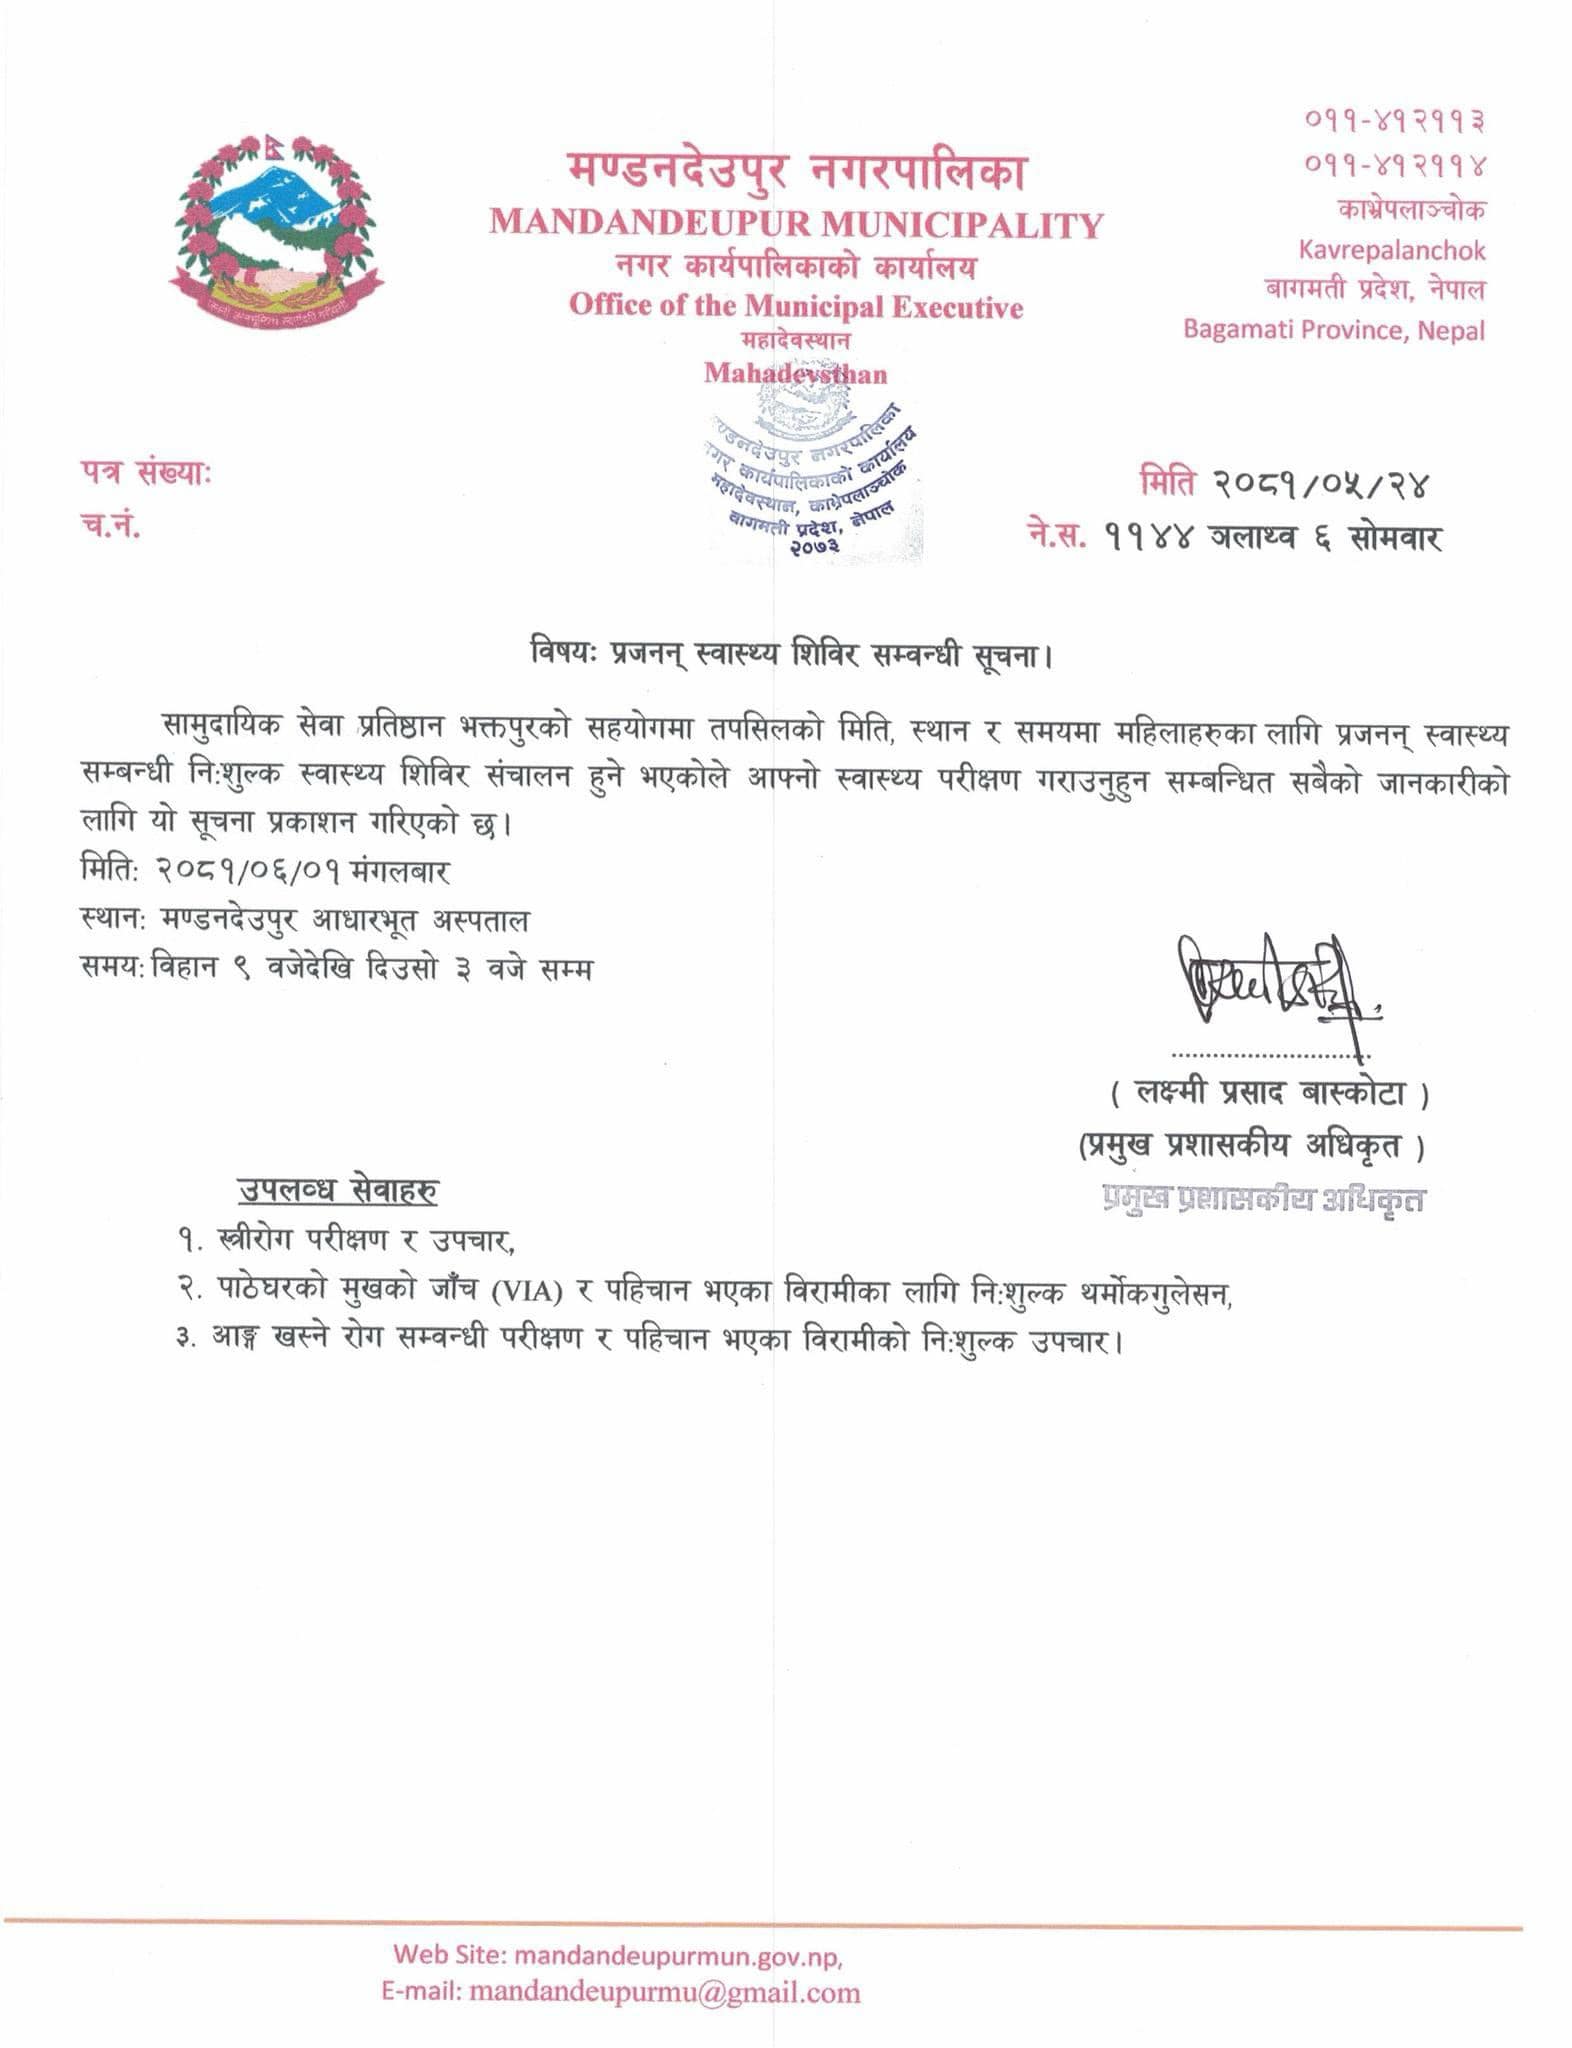 ०११-४१२११३
०११-४१२११४
काभ्रेपलाञ्चोक
Kavrepalanchok
बागमती प्रदेश, नेपाल
Bagamati Province, Nepal
मण्डनदेउपुर नगरपालिका
MANDANDEUPUR MUNICIPALITY
नगर कार्यपालिकाको कार्यालय
Office of the Municipal Executive
महादेवस्थान
Mahadevsthan
मण्डनदेउपुर नगरपालिका
नगर कार्यपालिकाको कार्यालय
महादेवस्थान, काभ्रेपलाञ्चोक
बागमती प्रदेश, नेपाल
२०७३
पत्र संख्याः
च.नं.
मिति २०८१/०५/२४
ने.स. ११४४ ञलाथ्व ६ सोमवार
विषयः प्रजनन् स्वास्थ्य शिविर सम्वन्धी सूचना।
सामुदायिक सेवा प्रतिष्ठान भक्तपुरको सहयोगमा तपसिलको मिति, स्थान र समयमा महिलाहरुका लागि प्रजनन् स्वास्थ्य
सम्बन्धी नि:शुल्क स्वास्थ्य शिविर संचालन हुने भएकोले आफ्नो स्वास्थ्य परीक्षण गराउनुहुन सम्बन्धित सबैको जानकारीको
लागि यो सूचना प्रकाशन गरिएको छ।
मिति: २०८१/०६/०१ मंगलबार
स्थान: मण्डनदेउपुर आधारभूत अस्पताल
समय: विहान ९ वजेदेखि दिउसो ३ वजे सम्म
( लक्ष्मी प्रसाद बास्कोटा )
(प्रमुख प्रशासकीय अधिकृत )
प्रमुख प्रशासकीय अधिकृत
उपलव्ध सेवाहरु
१. स्त्रीरोग परीक्षण र उपचार,
२. पाठेघरको मुखको जाँच (VIA) र पहिचान भएका विरामीका लागि नि:शुल्क थर्मोकगुलेसन,
३. आङ्ग खस्ने रोग सम्वन्धी परीक्षण र पहिचान भएका विरामीको नि:शुल्क उपचार।
Web Site: mandandeupurmun.gov.np,
E-mail: mandandeupurmu@gmail.com